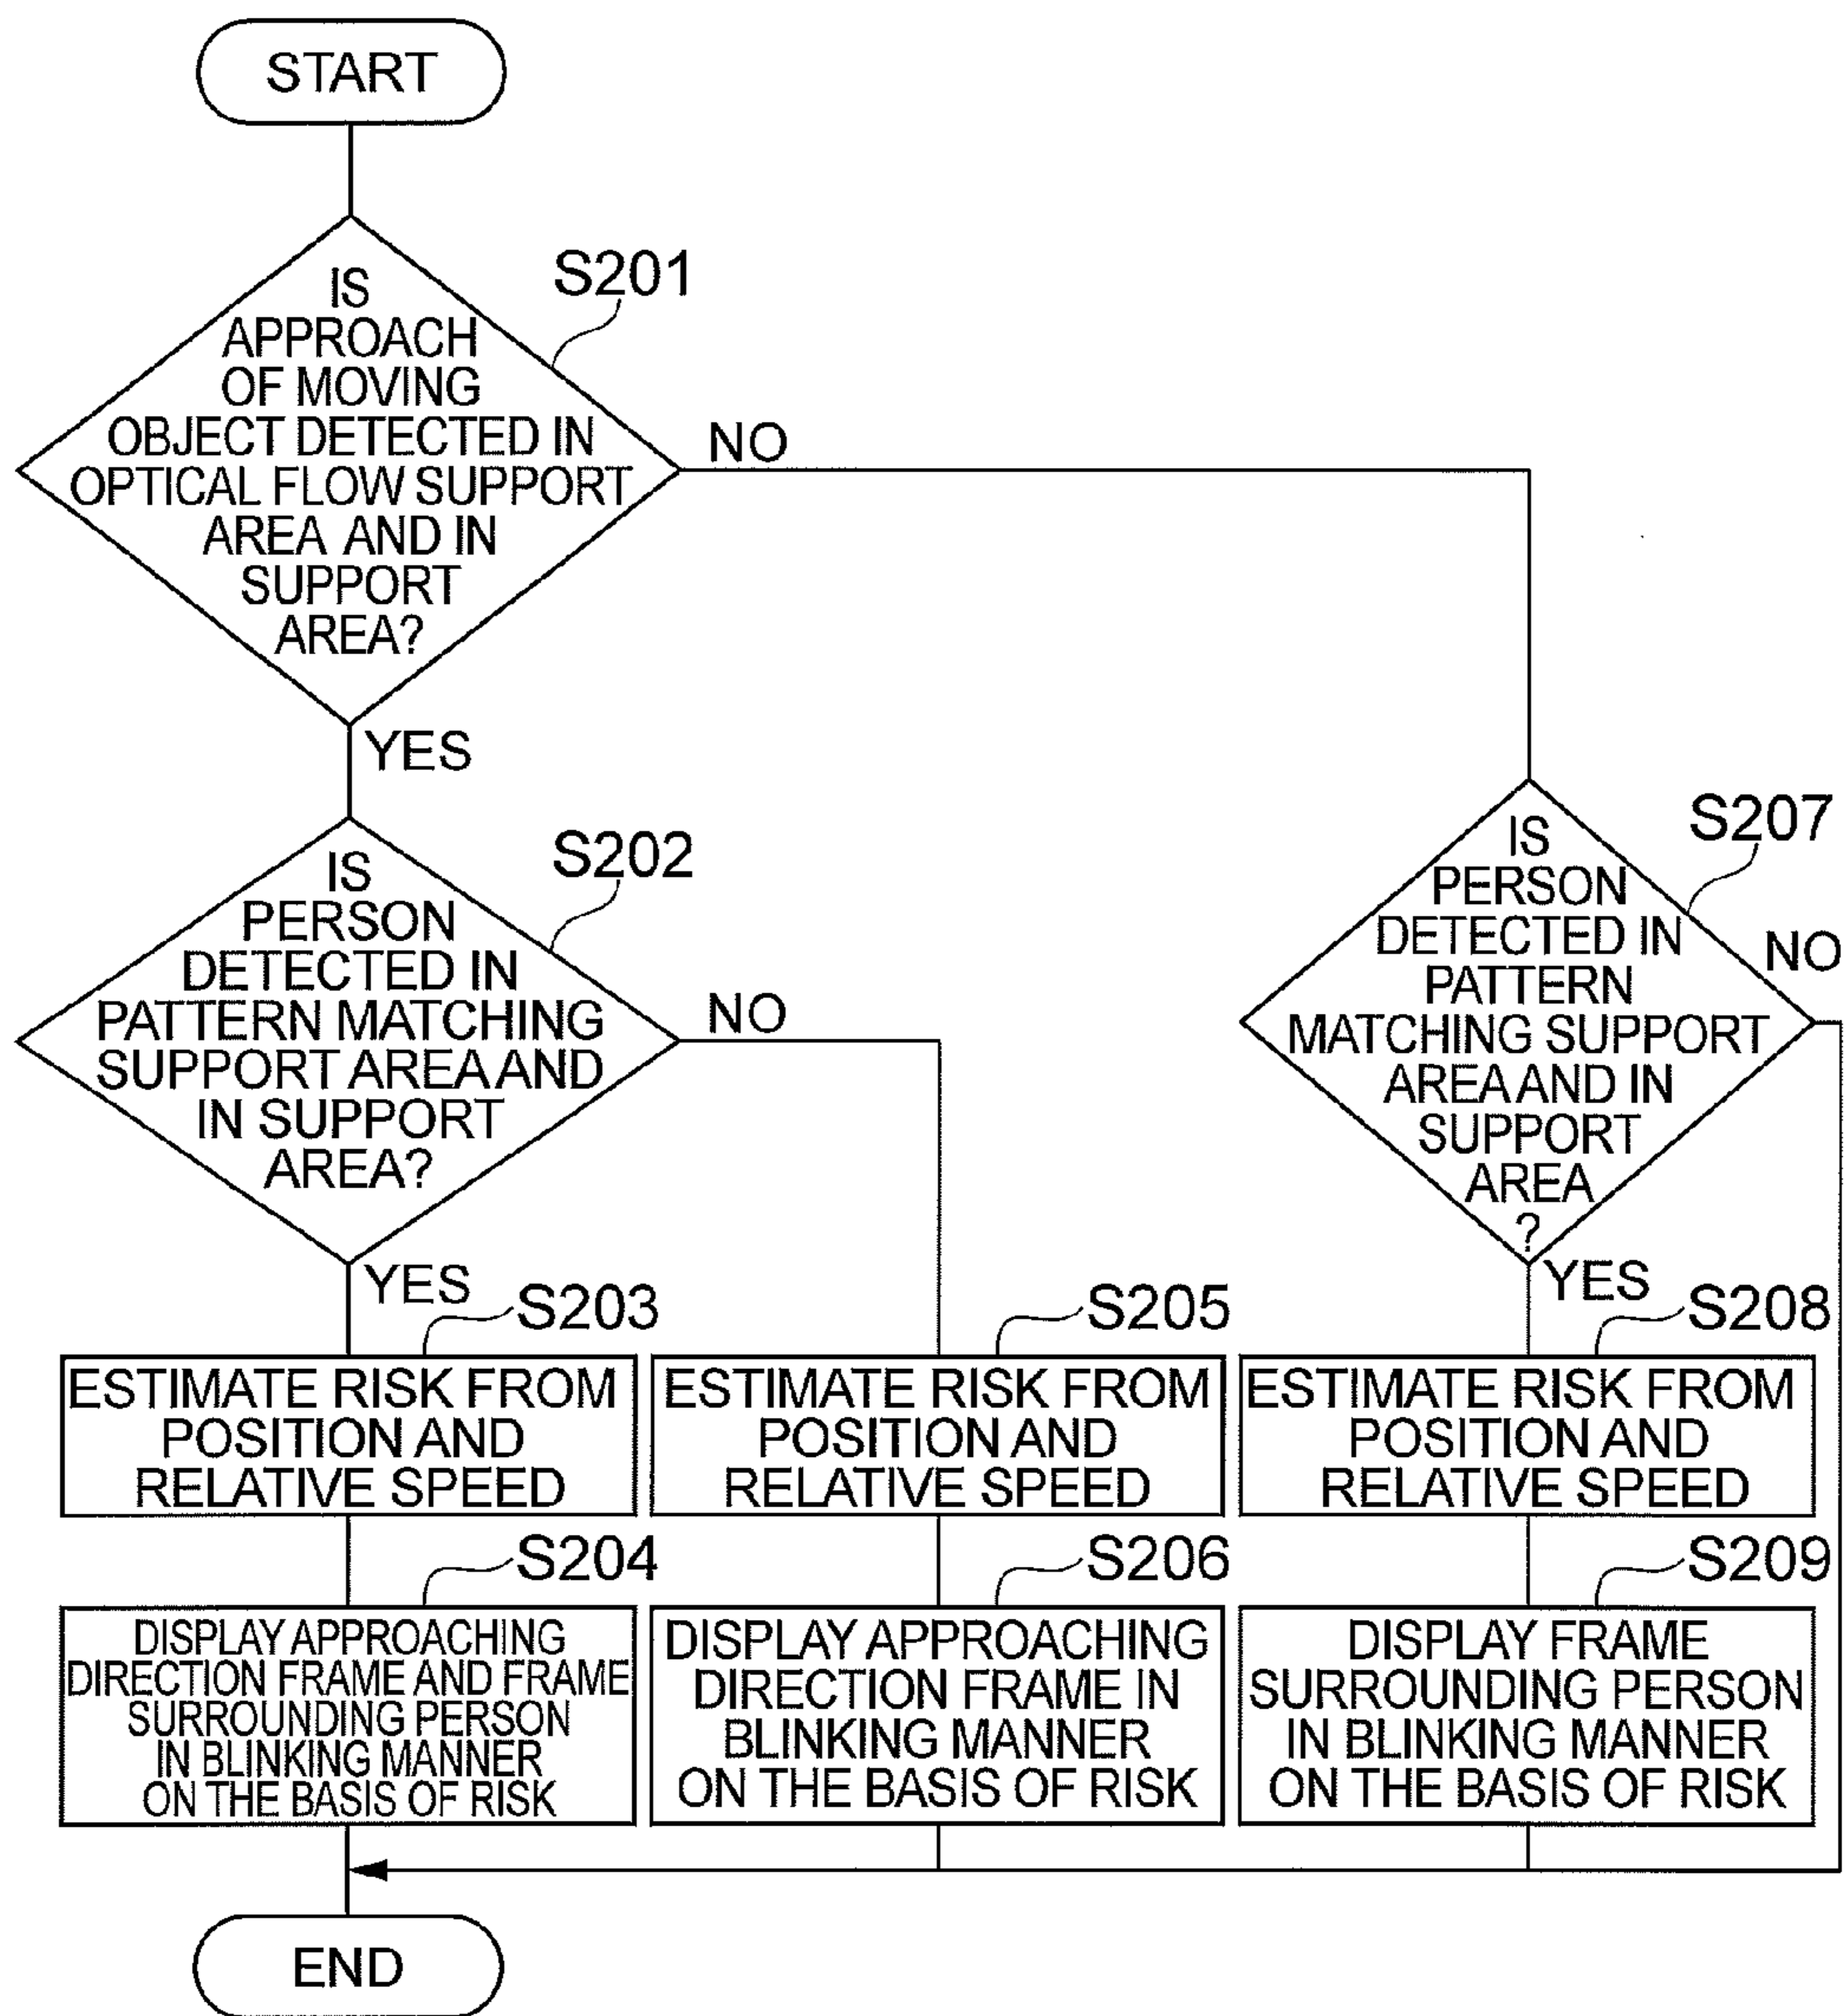 START
S201
IS
APPROACH
OF MOVING
OBJECT DETECTED IN
OPTICAL FLOW SUPPORT
AREA AND IN
SUPPORT
AREA?
NO
YES
S202
IS
PERSON
DETECTED IN
PATTERN MATCHING
SUPPORT AREA AND
IN SUPPORT
AREA?
NO
YES
S207
IS
PERSON
DETECTED IN
PATTERN
MATCHING SUPPORT
AREA AND IN
SUPPORT
AREA
?
NO
YES
S203
ESTIMATE RISK FROM
POSITION AND
RELATIVE SPEED
S205
ESTIMATE RISK FROM
POSITION AND
RELATIVE SPEED
S208
ESTIMATE RISK FROM
POSITION AND
RELATIVE SPEED
S204
DISPLAY APPROACHING
DIRECTION FRAME AND FRAME
SURROUNDING PERSON
IN BLINKING MANNER
ON THE BASIS OF RISK
S206
DISPLAY APPROACHING
DIRECTION FRAME IN
BLINKING MANNER
ON THE BASIS OF RISK
S209
DISPLAY FRAME
SURROUNDING PERSON
IN BLINKING MANNER
ON THE BASIS OF RISK
END